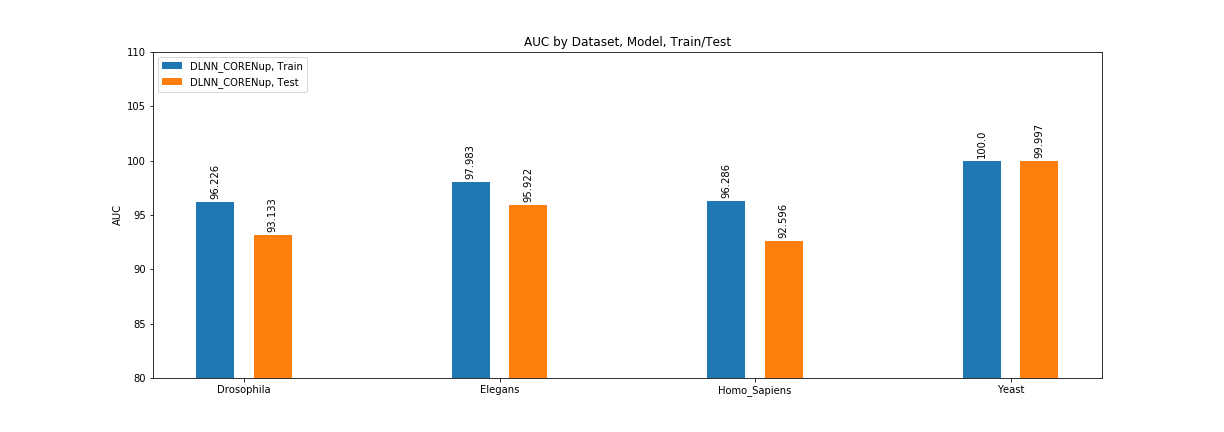 AUC by Dataset, Model, Train/Test
110
105
100
95
90
85
80
AUC
DLNN_CORENup, Train
DLNN_CORENup, Test
96.226
93.133
97.983
95.922
96.286
92.596
100.0
99.997
Drosophila
Elegans
Homo_Sapiens
Yeast